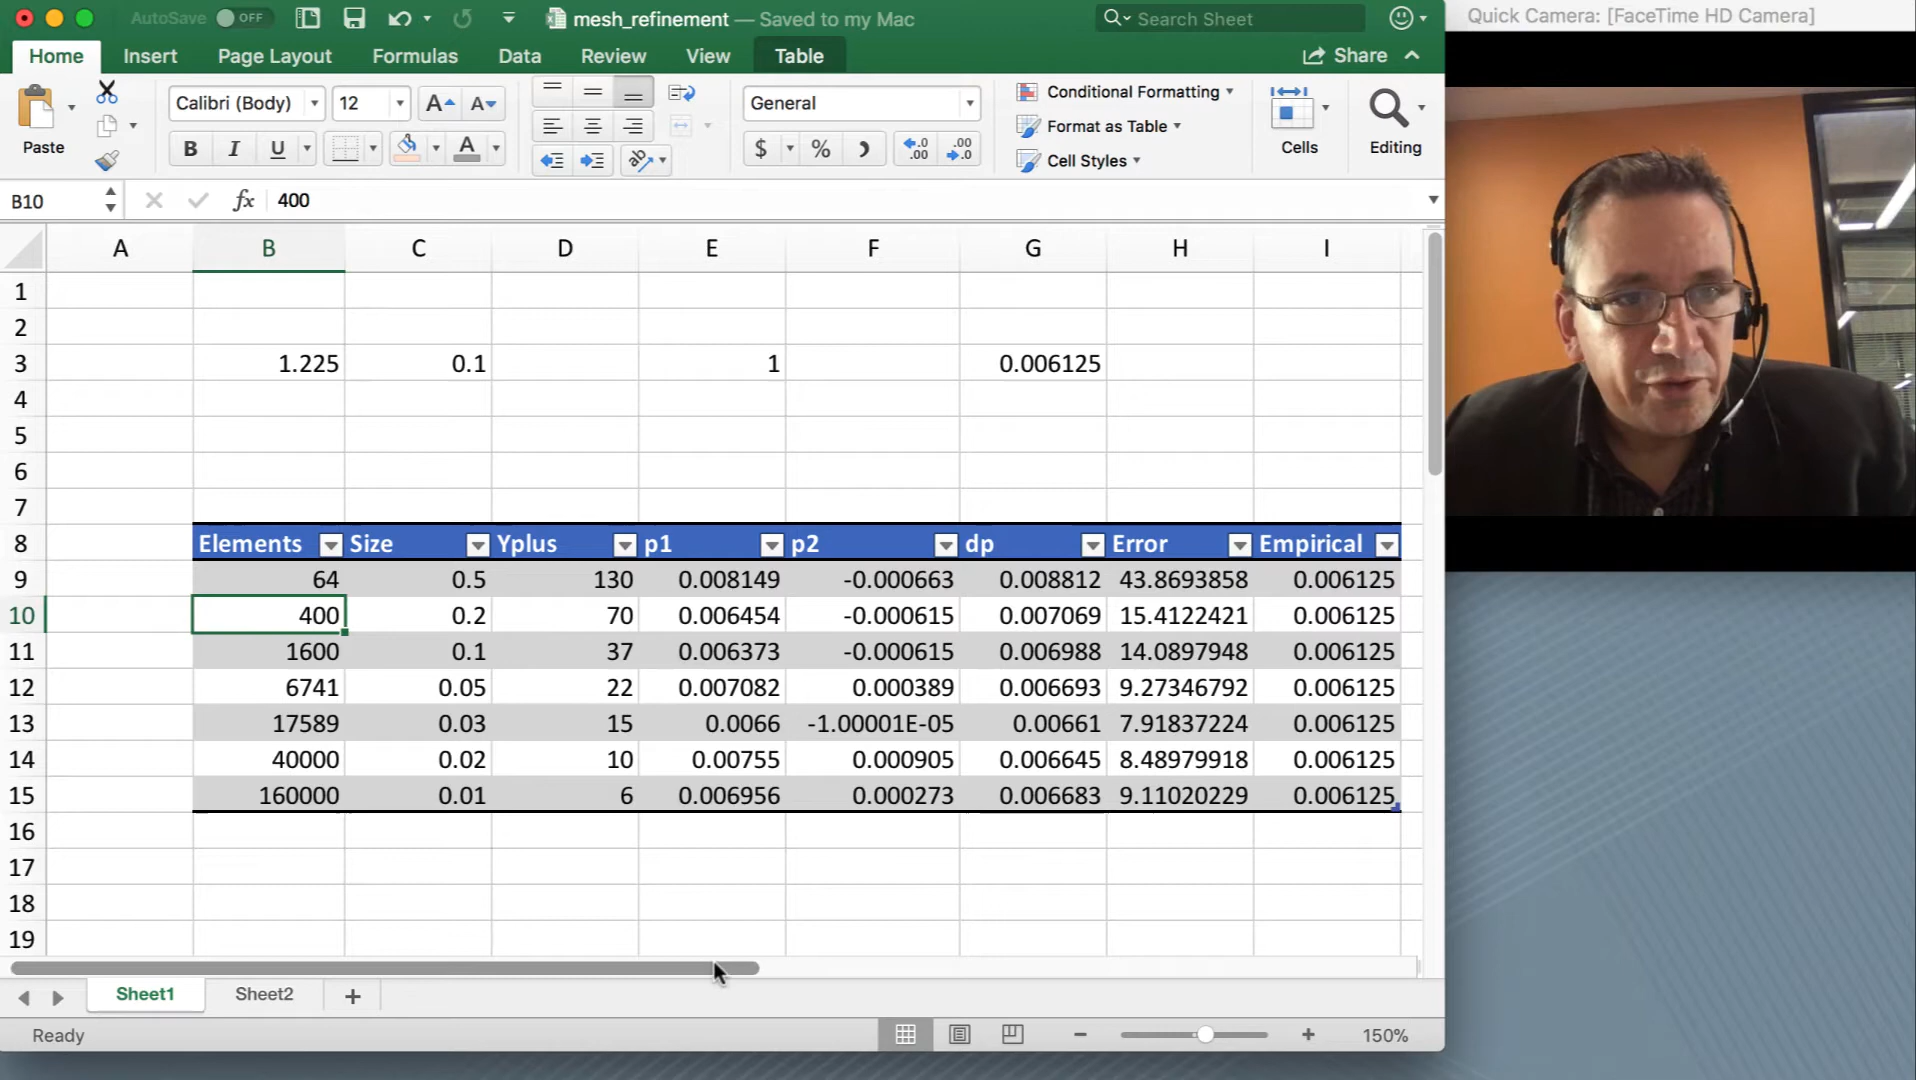 AutoSave OFF mesh_refinement — Saved to my Mac Search Sheet
Quick Camera: [FaceTime HD Camera]
Home Insert Page Layout Formulas Data Review View Table Share
Paste
Calibri (Body) 12 A A
B I U A
ab
General
$ % .0 .00 .00 .0
Conditional Formatting
Format as Table
Cell Styles
Cells
Editing
B10 fx 400
A B C D E F G H I
1
2
3 1.225 0.1 1 0.006125
4
5
6
7
8 Elements Size Yplus p1 p2 dp Error Empirical
9 64 0.5 130 0.008149 -0.000663 0.008812 43.8693858 0.006125
10 400 0.2 70 0.006454 -0.000615 0.007069 15.4122421 0.006125
11 1600 0.1 37 0.006373 -0.000615 0.006988 14.0897948 0.006125
12 6741 0.05 22 0.007082 0.000389 0.006693 9.27346792 0.006125
13 17589 0.03 15 0.0066 -1.00001E-05 0.00661 7.91837224 0.006125
14 40000 0.02 10 0.00755 0.000905 0.006645 8.48979918 0.006125
15 160000 0.01 6 0.006956 0.000273 0.006683 9.11020229 0.006125
16
17
18
19
Sheet1 Sheet2 +
Ready 150%